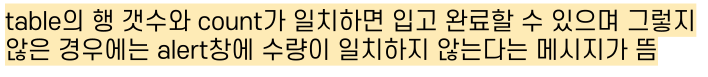 table의 행 갯수와 count가 일치하면 입고 완료할 수 있으며 그렇지
않은 경우에는 alert창에 수량이 일치하지 않는다는 메시지가 뜸